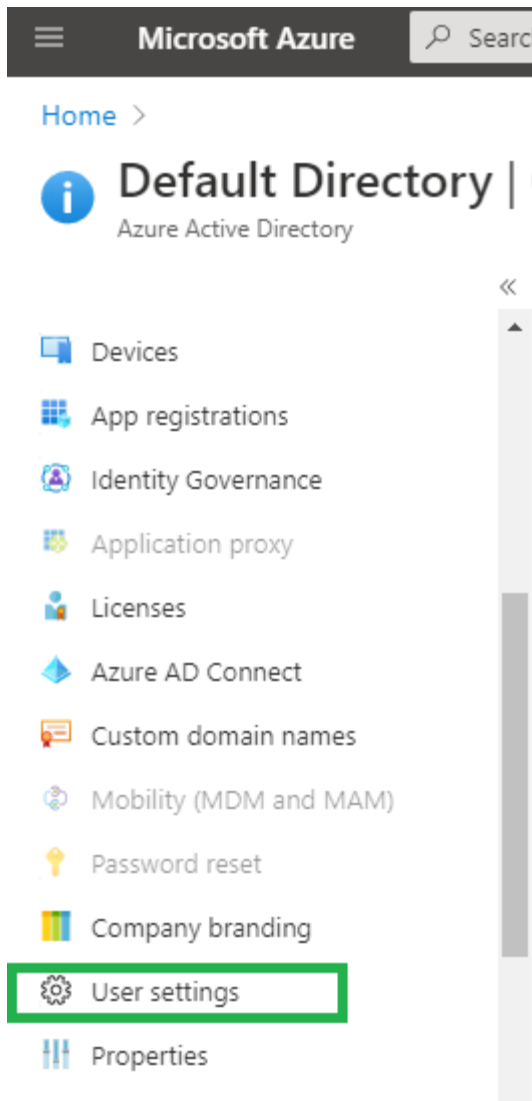 Microsoft Azure
Home >
Default Directory |
Azure Active Directory
«
Devices
App registrations
Identity Governance
Application proxy
Licenses
Azure AD Connect
Custom domain names
Mobility (MDM and MAM)
Password reset
Company branding
User settings
Properties